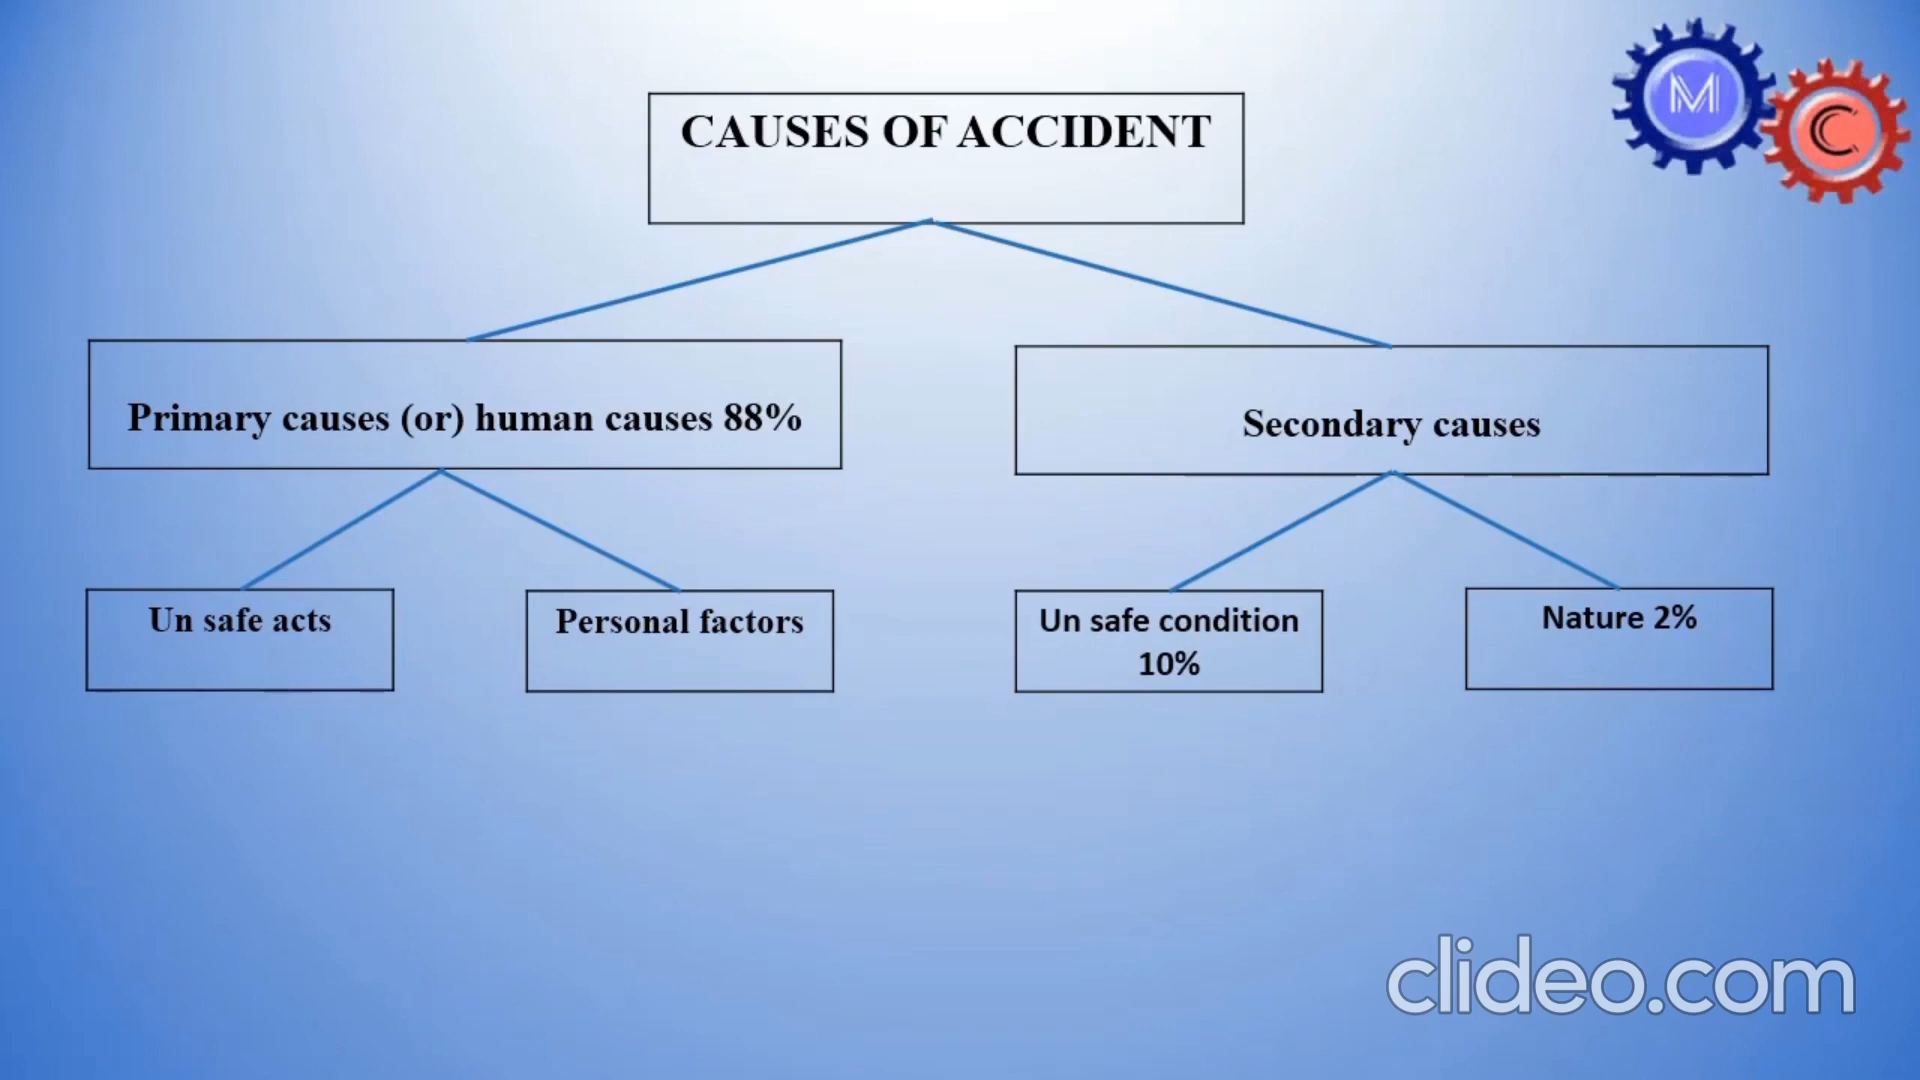 CAUSES OF ACCIDENT
M
C
Primary causes (or) human causes 88%
Secondary causes
Un safe acts
Personal factors
Un safe condition
10%
Nature 2%
clideo.com